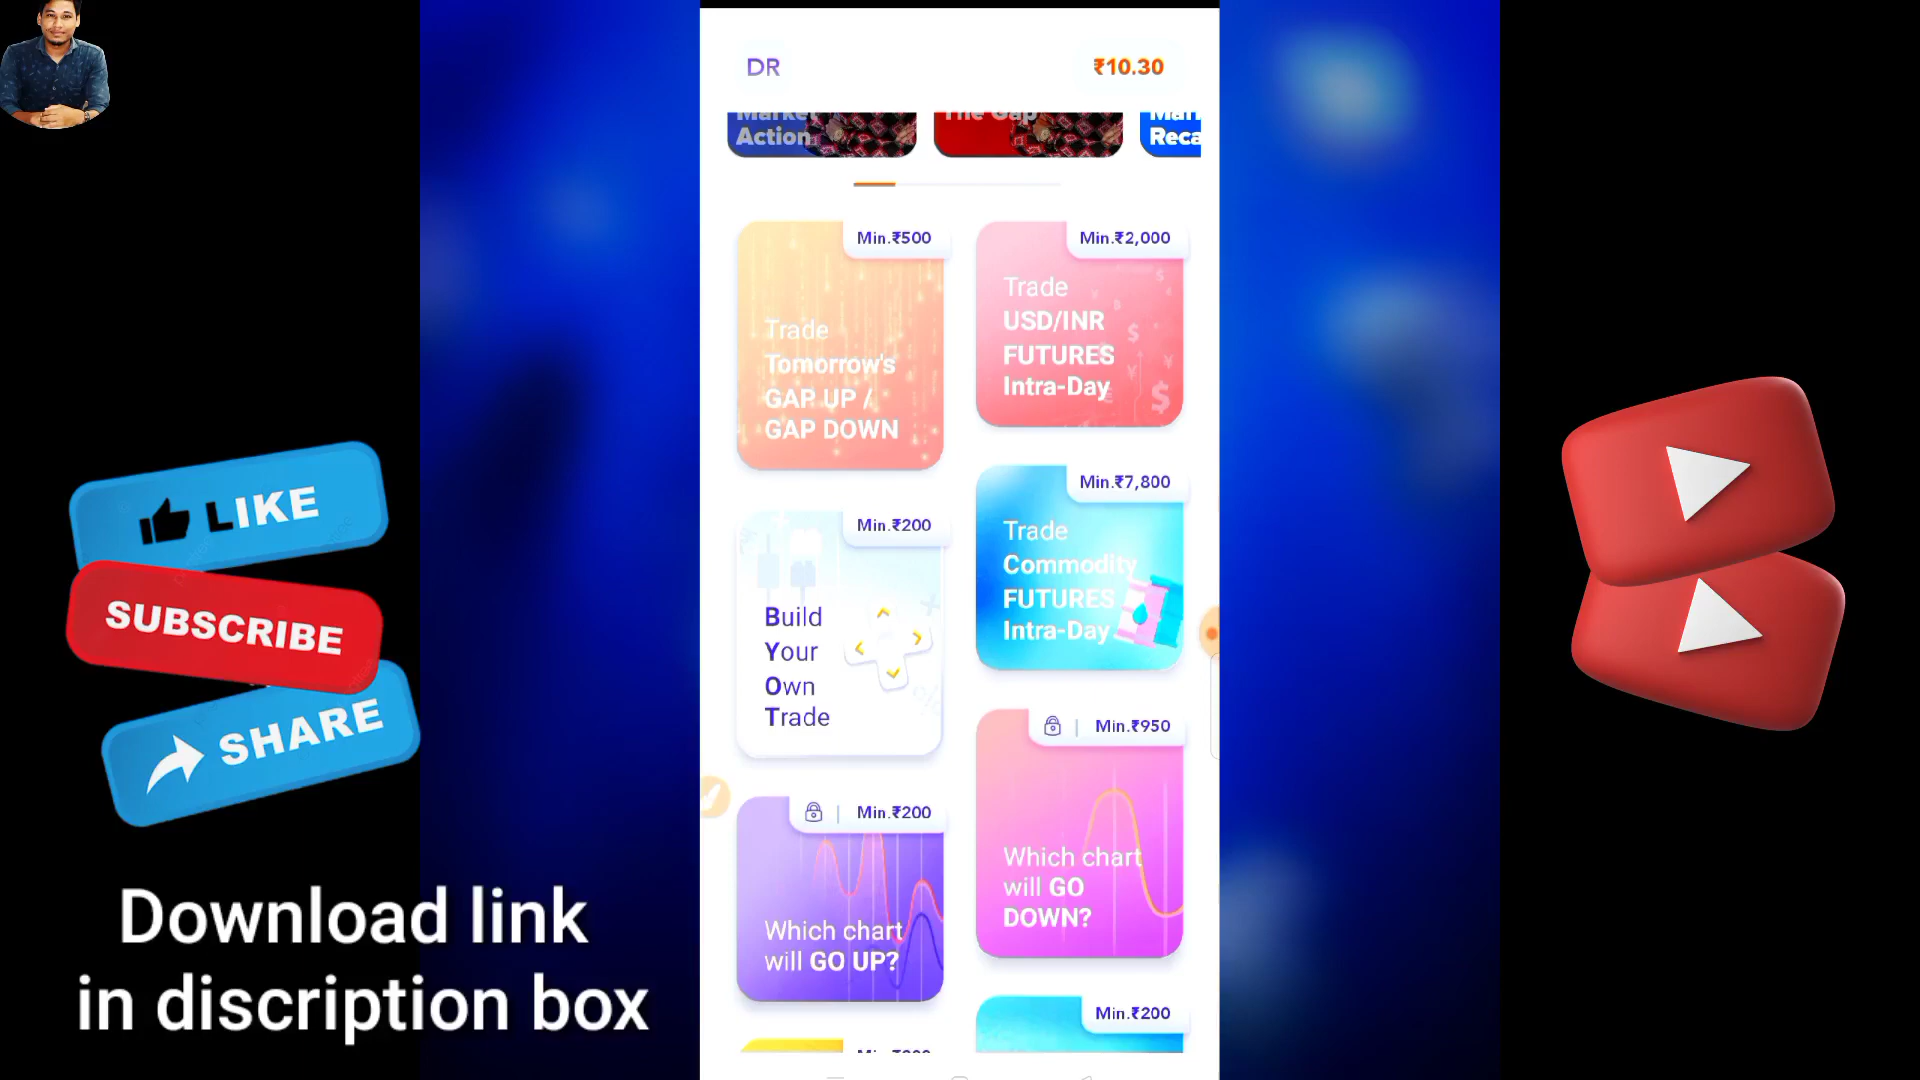 DR
₹10.30
Market
Action
The Gap
Reca
Min.₹500
Trade
Tomorrow's
GAP UP /
GAP DOWN
Min.₹2,000
Trade
USD/INR
FUTURES
Intra-Day
Min.₹200
Build
Your
Own
Trade
Min.₹7,800
Trade
Commodity
FUTURES
Intra-Day
Min.₹200
Which chart
will GO UP?
Min.₹950
Which chart
will GO
DOWN?
Min.₹200
LIKE
SUBSCRIBE
SHARE
Download link
in discription box